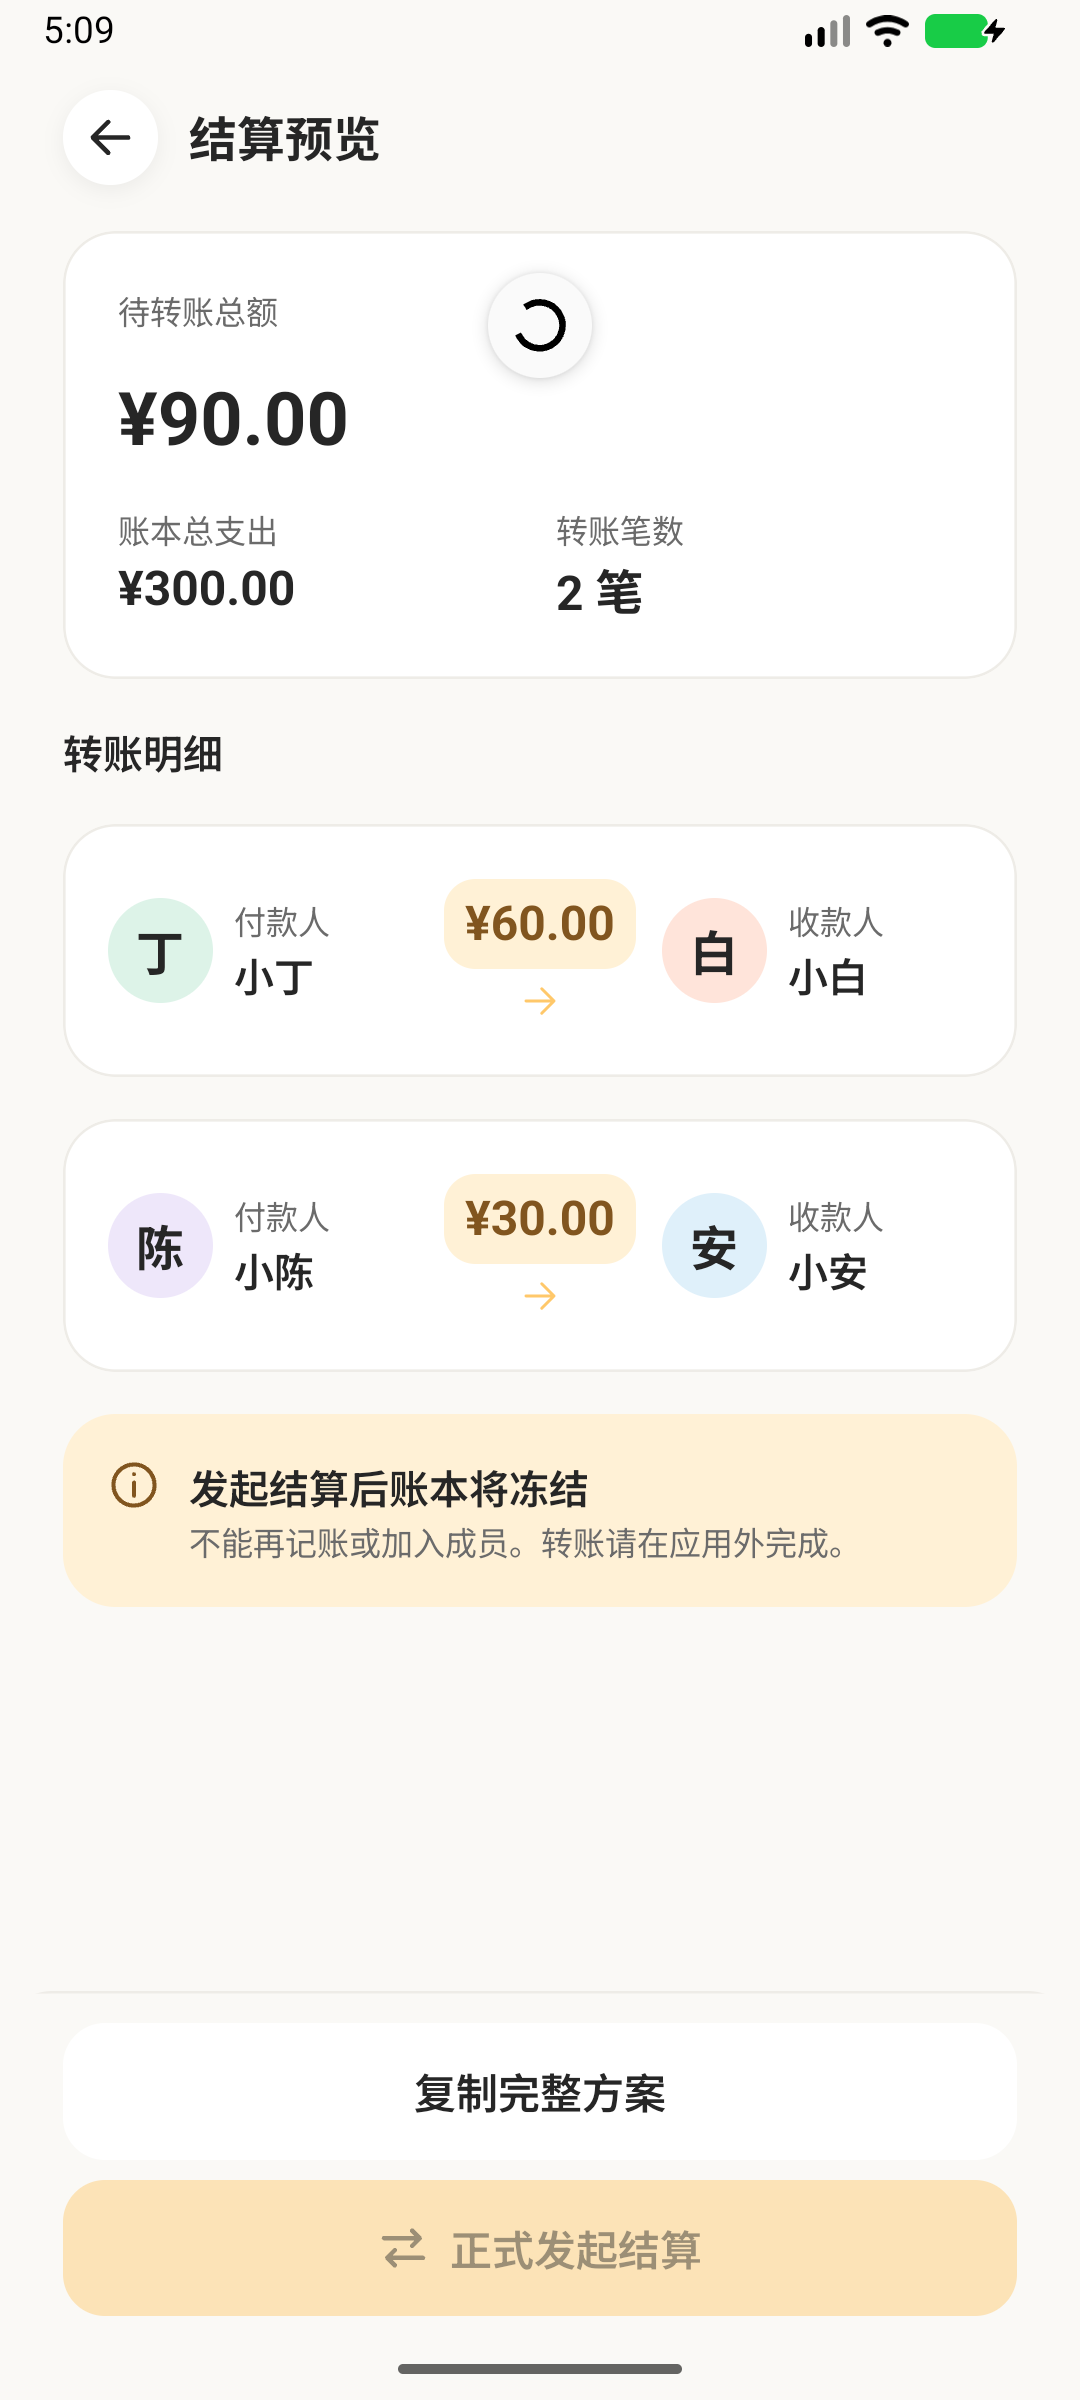 5:09
结算预览
待转账总额
¥90.00
账本总支出
转账笔数
¥300.00
2 笔
转账明细
丁
付款人
小丁
¥60.00
白
收款人
小白
陈
付款人
小陈
¥30.00
安
收款人
小安
发起结算后账本将冻结
不能再记账或加入成员。转账请在应用外完成。
复制完整方案
正式发起结算